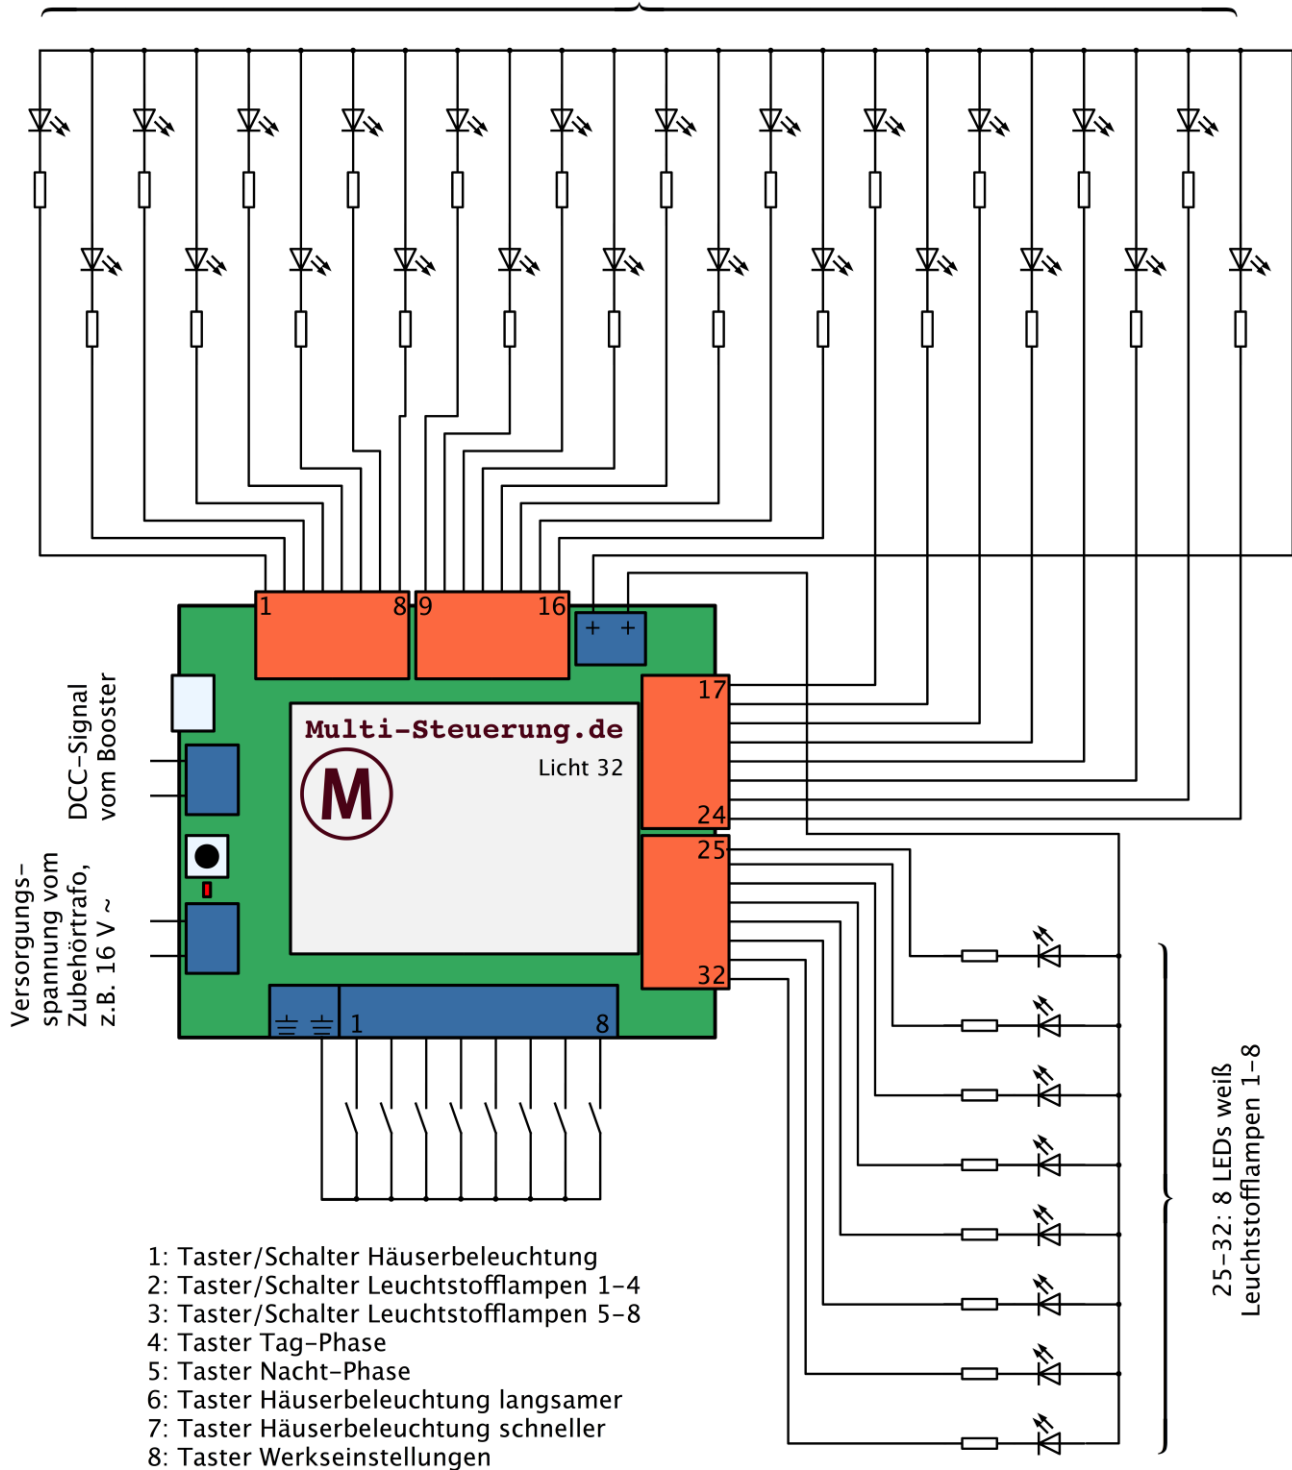 1
8
9
16
+ +
17
24
25
32
Multi-Steuerung.de
M
Licht 32
DCC-Signal
vom Booster
Versorgungs-
spannung vom
Zubehörtrafo,
z.B. 16 V ~
1
8
25-32: 8 LEDs weiß
Leuchtstofflampen 1-8
1: Taster/Schalter Häuserbeleuchtung
2: Taster/Schalter Leuchtstofflampen 1-4
3: Taster/Schalter Leuchtstofflampen 5-8
4: Taster Tag-Phase
5: Taster Nacht-Phase
6: Taster Häuserbeleuchtung langsamer
7: Taster Häuserbeleuchtung schneller
8: Taster Werkseinstellungen